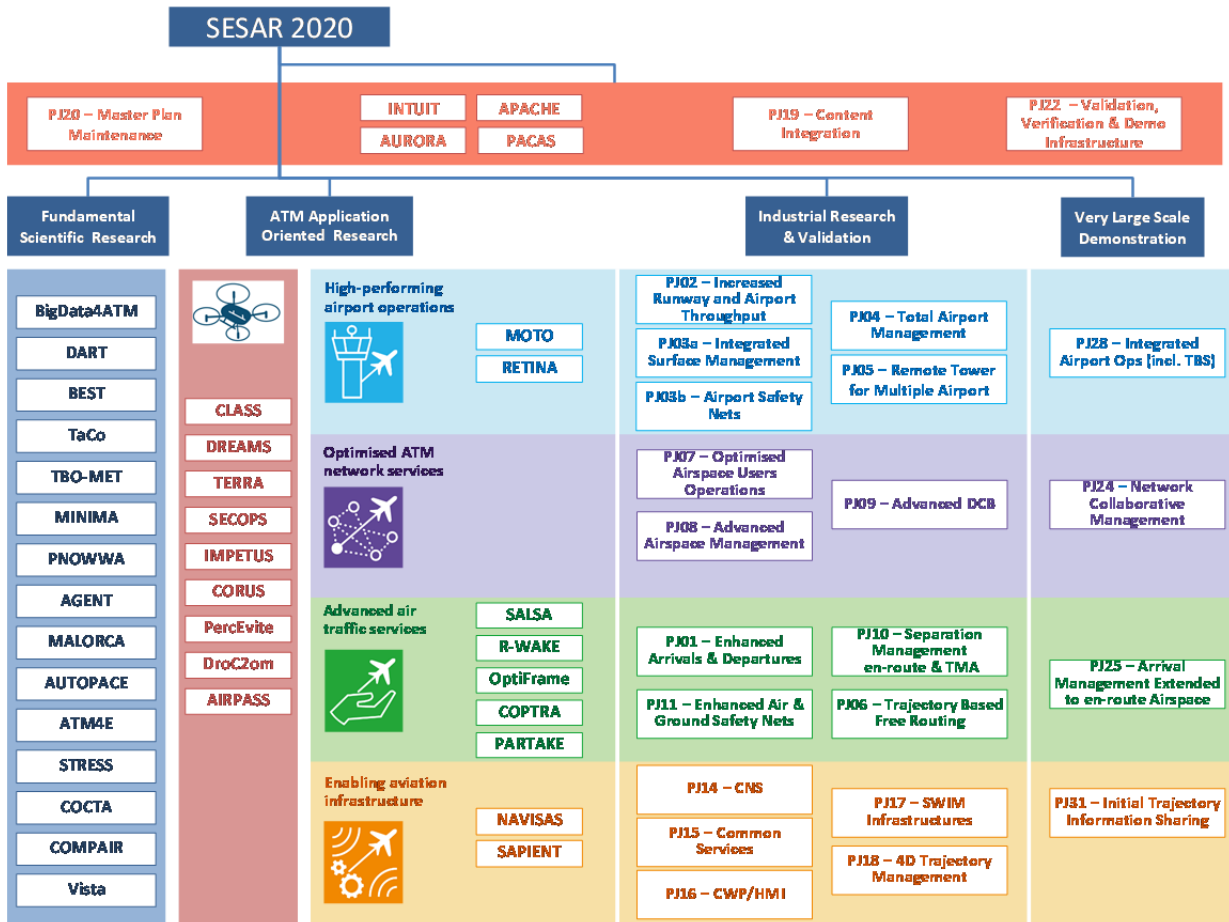 SESAR 2020
PJ20 – Master Plan
Maintenance
INTUIT
APACHE
AURORA
PACAS
PJ19 – Content
Integration
PJ22 – Validation,
Verification & Demo
Infrastructure
Fundamental
Scientific Research
ATM Application
Oriented Research
Industrial Research
& Validation
Very Large Scale
Demonstration
BigData4ATM
DART
BEST
TaCo
TBO-MET
MINIMA
PNOWWA
AGENT
MALORCA
AUTOPACE
ATM4E
STRESS
COCTA
COMPAIR
Vista
CLASS
DREAMS
TERRA
SECOPS
IMPETUS
CORUS
PercEvite
DroC2om
AIRPASS
High-performing
airport operations
MOTO
RETINA
PJ02 – Increased
Runway and Airport
Throughput
PJ03a – Integrated
Surface Management
PJ03b – Airport Safety
Nets
PJ04 – Total Airport
Management
PJ05 – Remote Tower
for Multiple Airport
PJ28 – Integrated
Airport Ops (incl. TBS)
Optimised ATM
network services
PJ07 – Optimised
Airspace Users
Operations
PJ08 – Advanced
Airspace Management
PJ09 – Advanced DCB
PJ24 – Network
Collaborative
Management
Advanced air
traffic services
SALSA
R-WAKE
OptiFrame
COPTRA
PARTAKE
PJ01 – Enhanced
Arrivals & Departures
PJ11 – Enhanced Air &
Ground Safety Nets
PJ10 – Separation
Management
en-route & TMA
PJ06 – Trajectory Based
Free Routing
PJ25 – Arrival
Management Extended
to en-route Airspace
Enabling aviation
infrastructure
NAVISAS
SAPIENT
PJ14 – CNS
PJ15 – Common
Services
PJ16 – CWP/HMI
PJ17 – SWIM
Infrastructures
PJ18 – 4D Trajectory
Management
PJ31 – Initial Trajectory
Information Sharing